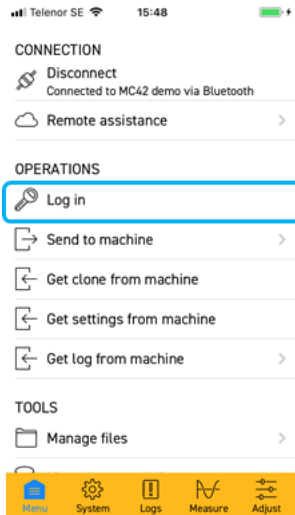 Telenor SE 15:48
CONNECTION
Disconnect
Connected to MC42 demo via Bluetooth
Remote assistance
OPERATIONS
Log in
Send to machine
Get clone from machine
Get settings from machine
Get log from machine
TOOLS
Manage files
Menu System Logs Measure Adjust